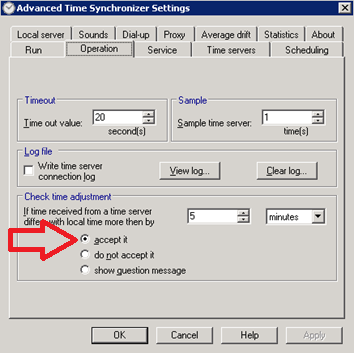 Advanced Time Synchronizer Settings
Local server Sounds Dial-up Proxy Average drift Statistics About
Run Operation Service Time servers Scheduling
Timeout Sample
Time out value: 20 Sample time server: 1
second(s) time(s)
Log file
Write time server
connection log View log... Clear log...
Check time adjustment
If time received from a time server
differs with local time more then by 5 minutes
accept it
do not accept it
show question message
OK Cancel Help Apply